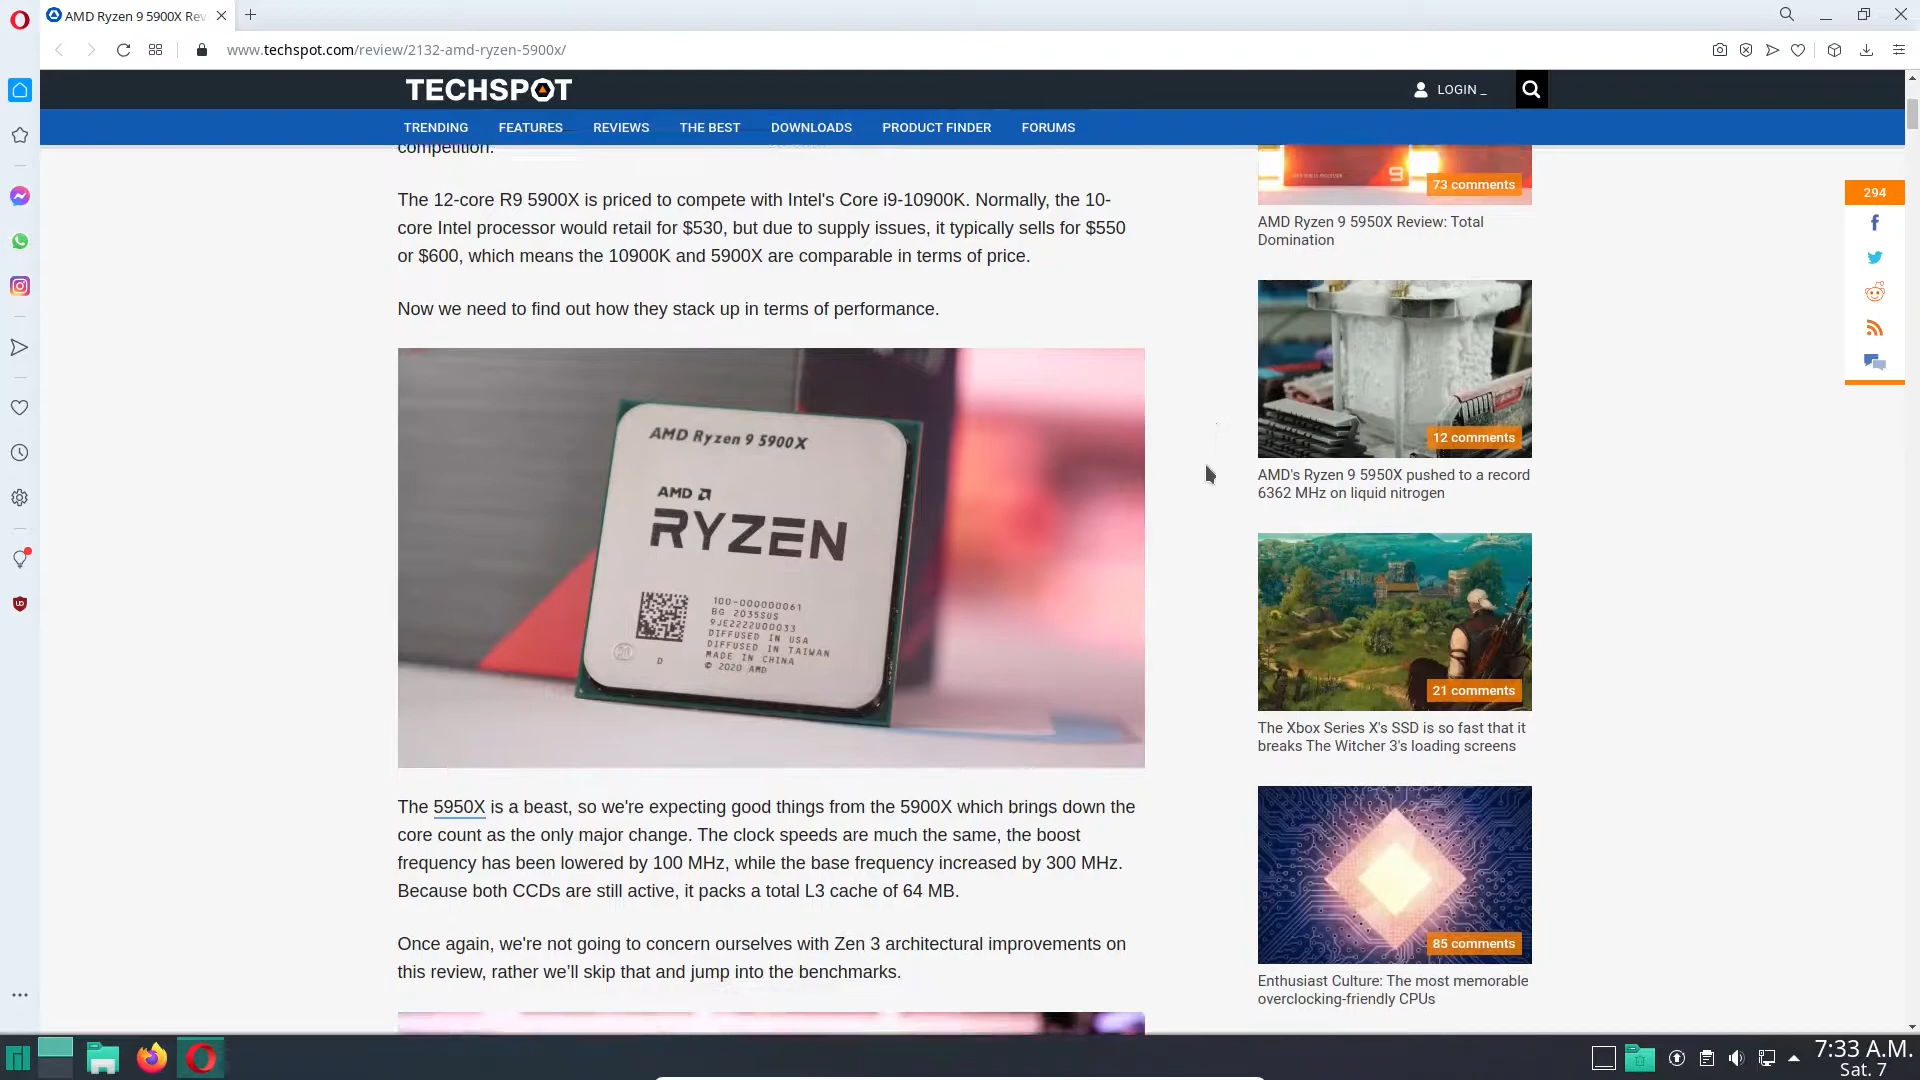 AMD Ryzen 9 5900X Rev
www.techspot.com/review/2132-amd-ryzen-5900x/
TECHSPOT
LOGIN _
TRENDING FEATURES REVIEWS THE BEST DOWNLOADS PRODUCT FINDER FORUMS
competition.
The 12-core R9 5900X is priced to compete with Intel's Core i9-10900K. Normally, the 10-
core Intel processor would retail for $530, but due to supply issues, it typically sells for $550
or $600, which means the 10900K and 5900X are comparable in terms of price.
Now we need to find out how they stack up in terms of performance.
AMD Ryzen 9 5900X
AMD
RYZEN
100-000000061
BG 2035SUS
9JE2222U00033
DIFFUSED IN USA
DIFFUSED IN TAIWAN
MADE IN CHINA
© 2020 AMD
D
The 5950X is a beast, so we're expecting good things from the 5900X which brings down the
core count as the only major change. The clock speeds are much the same, the boost
frequency has been lowered by 100 MHz, while the base frequency increased by 300 MHz.
Because both CCDs are still active, it packs a total L3 cache of 64 MB.
Once again, we're not going to concern ourselves with Zen 3 architectural improvements on
this review, rather we'll skip that and jump into the benchmarks.
9
73 comments
AMD Ryzen 9 5950X Review: Total
Domination
12 comments
AMD's Ryzen 9 5950X pushed to a record
6362 MHz on liquid nitrogen
21 comments
The Xbox Series X's SSD is so fast that it
breaks The Witcher 3's loading screens
85 comments
Enthusiast Culture: The most memorable
overclocking-friendly CPUs
294
7:33 A.M.
Sat. 7